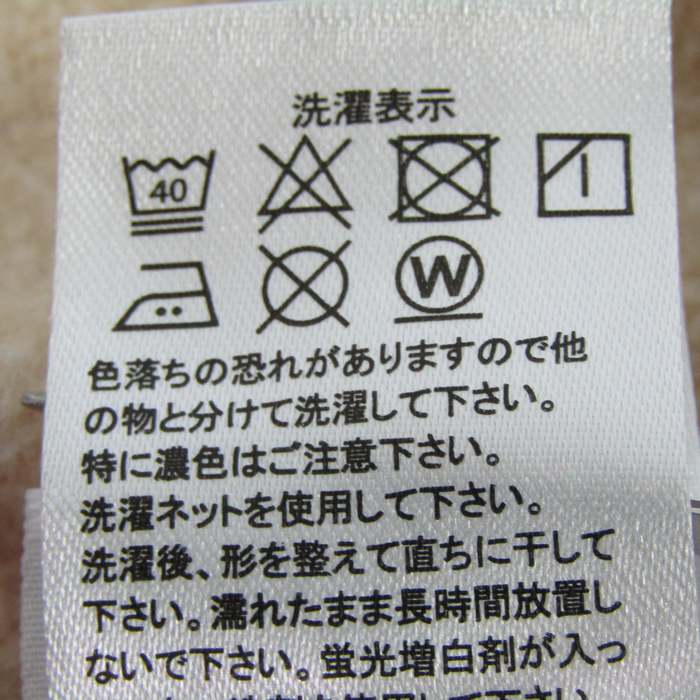 洗濯表示
40
W
色落ちの恐れがありますので他
の物と分けて洗濯して下さい。
特に濃色はご注意下さい。
洗濯ネットを使用して下さい。
洗濯後、形を整えて直ちに干して
下さい。濡れたまま長時間放置し
ないで下さい。蛍光増白剤が入っ